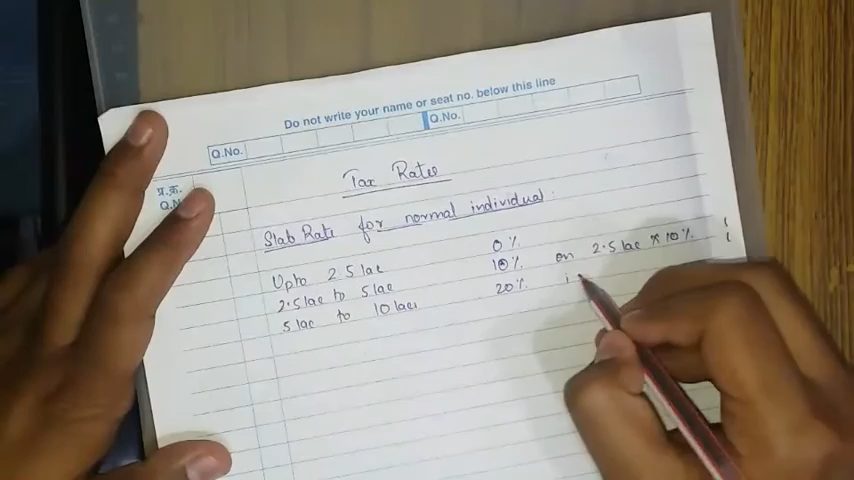 Do not write your name or seat no. below this line
Q.No. Q.No.
प्र.क्र.
Q.N
Tax Rates
Slab Rate for normal individual :
Upto 2.5 lac 0%
2.5 lac to 5 lac 10% on 2.5 lac x 10%
5 lac to 10 lacs 20% i